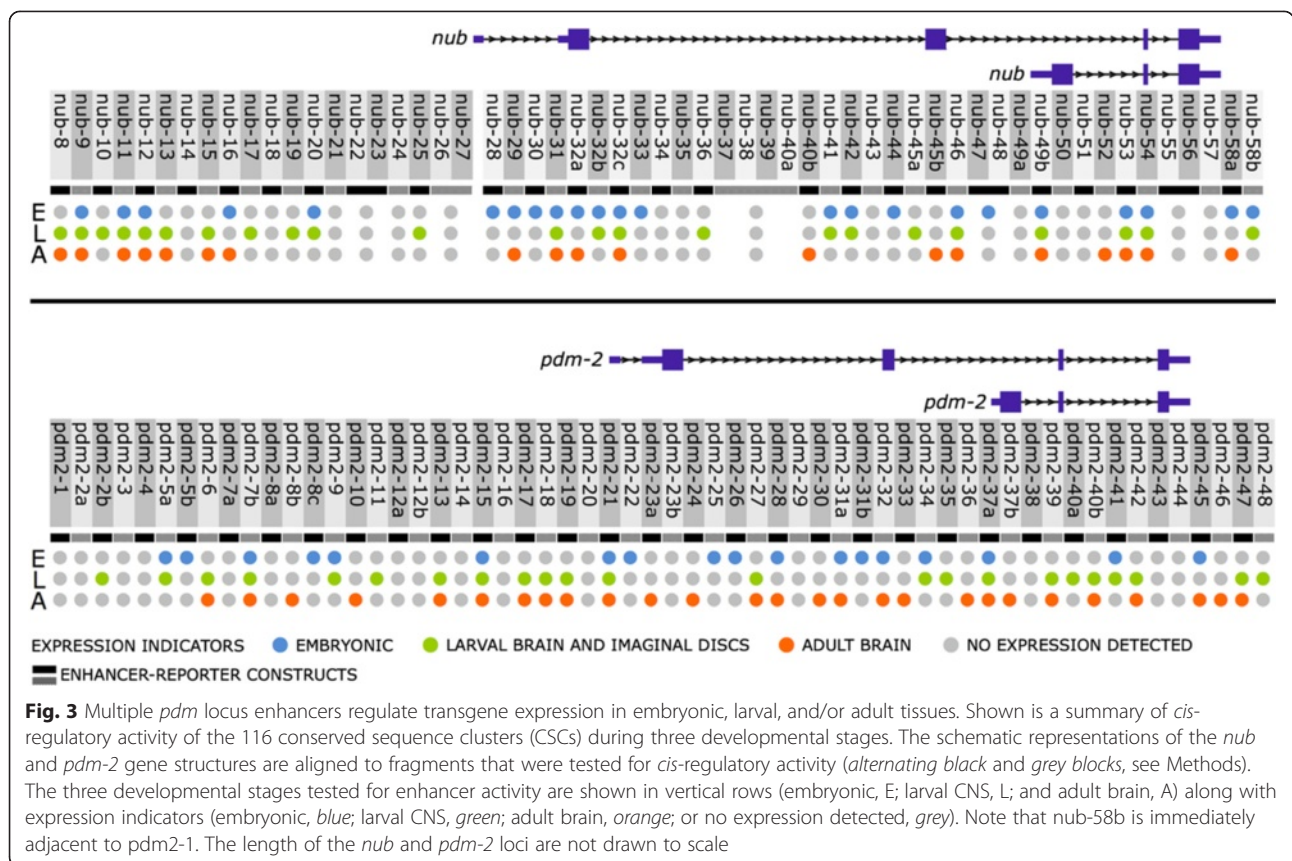 nub
nub
nub-8 nub-9 nub-10 nub-11 nub-12 nub-13 nub-14 nub-15 nub-16 nub-17 nub-18 nub-19 nub-20 nub-21 nub-22 nub-23 nub-24 nub-25 nub-26 nub-27 nub-28 nub-29 nub-30 nub-31 nub-32a nub-32b nub-32c nub-33 nub-34 nub-35 nub-36 nub-37 nub-38 nub-39 nub-40a nub-40b nub-41 nub-42 nub-43 nub-44 nub-45a nub-45b nub-46 nub-47 nub-48 nub-49a nub-49b nub-51 nub-52 nub-53 nub-54 nub-55 nub-56 nub-57 nub-58a nub-58b
E
L
A
pdm-2
pdm-2
pdm2-1 pdm2-2a pdm2-2b pdm2-3 pdm2-4 pdm2-5a pdm2-5b pdm2-6 pdm2-7a pdm2-7b pdm2-8a pdm2-8b pdm2-8c pdm2-9 pdm2-10 pdm2-11 pdm2-12a pdm2-12b pdm2-13 pdm2-14 pdm2-15 pdm2-16 pdm2-17 pdm2-18 pdm2-19 pdm2-20 pdm2-21 pdm2-22 pdm2-23a pdm2-23b pdm2-24 pdm2-25 pdm2-26 pdm2-27 pdm2-28 pdm2-29 pdm2-30 pdm2-31a pdm2-31b pdm2-32 pdm2-33 pdm2-34 pdm2-35 pdm2-36 pdm2-37a pdm2-37b pdm2-38 pdm2-39 pdm2-40a pdm2-40b pdm2-41 pdm2-42 pdm2-43 pdm2-44 pdm2-45 pdm2-46 pdm2-47 pdm2-48
E
L
A
EXPRESSION INDICATORS EMBRYONIC LARVAL BRAIN AND IMAGINAL DISCS ADULT BRAIN NO EXPRESSION DETECTED
ENHANCER-REPORTER CONSTRUCTS
Fig. 3 Multiple pdm locus enhancers regulate transgene expression in embryonic, larval, and/or adult tissues. Shown is a summary of cis-
regulatory activity of the 116 conserved sequence clusters (CSCs) during three developmental stages. The schematic representations of the nub
and pdm-2 gene structures are aligned to fragments that were tested for cis-regulatory activity (alternating black and grey blocks, see Methods).
The three developmental stages tested for enhancer activity are shown in vertical rows (embryonic, E; larval CNS, L; and adult brain, A) along with
expression indicators (embryonic, blue; larval CNS, green; adult brain, orange; or no expression detected, grey). Note that nub-58b is immediately
adjacent to pdm2-1. The length of the nub and pdm-2 loci are not drawn to scale